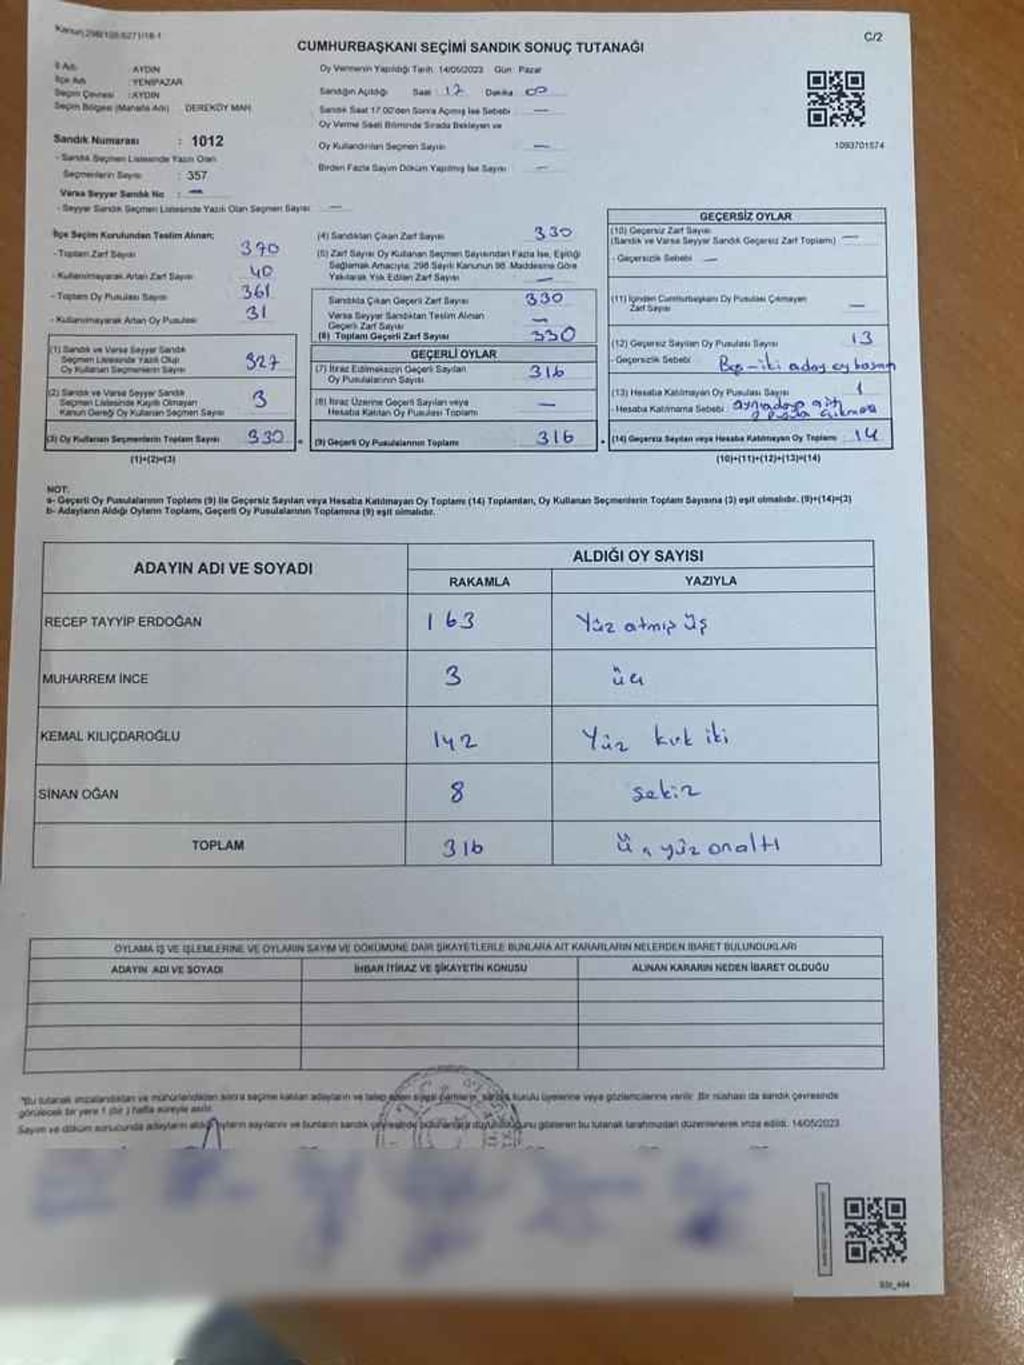 Kanun 298/105/6271/18-1
C/2
CUMHURBAŞKANI SEÇİMİ SANDIK SONUÇ TUTANAĞI
İl Adı : AYDIN
İlçe Adı : YENİPAZAR
Seçim Çevresi : AYDIN
Seçim Bölgesi (Mahalle Adı) DEREKÖY MAH.
Sandık Numarası : 1012
- Sandık Seçmen Listesinde Yazılı Olan
Seçmenlerin Sayısı : 357
Varsa Seyyar Sandık No : —
- Seyyar Sandık Seçmen Listesinde Yazılı Olan Seçmen Sayısı —
Oy Vermenin Yapıldığı Tarih: 14/05/2023 Gün: Pazar
Sandığın Açıldığı Saat : 17 Dakika 00
Sandık Saat 17.00'den Sonra Açılmış İse Sebebi —
Oy Verme Saati Bitiminde Sırada Bekleyen ve
Oy Kullandırılan Seçmen Sayısı —
Birden Fazla Sayım Döküm Yapılmış İse Sayısı —
1093701574
İlçe Seçim Kurulundan Teslim Alınan;
- Toplam Zarf Sayısı 370
- Kullanılmayarak Artan Zarf Sayısı 40
- Toplam Oy Pusulası Sayısı 361
- Kullanılmayarak Artan Oy Pusulası 31
(1) Sandık ve Varsa Seyyar Sandık
Seçmen Listesinde Yazılı Olup
Oy Kullanan Seçmenlerin Sayısı 327
(2) Sandık ve Varsa Seyyar Sandık
Seçmen Listesinde Kayıtlı Olmayan
Kanun Gereği Oy Kullanan Seçmen Sayısı 3
(3) Oy Kullanan Seçmenlerin Toplam Sayısı 330
(1)+(2)=(3)
(4) Sandıktan Çıkan Zarf Sayısı 330
(5) Zarf Sayısı Oy Kullanan Seçmen Sayısından Fazla İse, Eşitliği
Sağlamak Amacıyla, 298 Sayılı Kanunun 98. Maddesine Göre
Yakılarak Yok Edilen Zarf Sayısı —
Sandıkta Çıkan Geçerli Zarf Sayısı 330
Varsa Seyyar Sandıktan Teslim Alınan
Geçerli Zarf Sayısı —
(6) Toplam Geçerli Zarf Sayısı 330
GEÇERLİ OYLAR
(7) İtiraz Edilmeksizin Geçerli Sayılan
Oy Pusulalarının Sayısı 316
(8) İtiraz Üzerine Geçerli Sayılan veya
Hesaba Katılan Oy Pusulası Toplamı —
(9) Geçerli Oy Pusulalarının Toplamı 316
GEÇERSİZ OYLAR
(10) Geçersiz Zarf Sayısı
(Sandık ve Varsa Seyyar Sandık Geçersiz Zarf Toplamı) —
- Geçersizlik Sebebi —
(11) İçinden Cumhurbaşkanı Oy Pusulası Çıkmayan
Zarf Sayısı —
(12) Geçersiz Sayılan Oy Pusulası Sayısı 13
- Geçersizlik Sebebi
(13) Hesaba Katılmayan Oy Pusulası Sayısı 1
- Hesaba Katılmama Sebebi
(14) Geçersiz Sayılan veya Hesaba Katılmayan Oy Toplamı 14
(10)+(11)+(12)+(13)=(14)
NOT:
a- Geçerli Oy Pusulalarının Toplamı (9) ile Geçersiz Sayılan veya Hesaba Katılmayan Oy Toplamı (14) Toplamları, Oy Kullanan Seçmenlerin Toplam Sayısına (3) eşit olmalıdır. (9)+(14)=(3)
b- Adayların Aldığı Oyların Toplamı, Geçerli Oy Pusulalarının Toplamına (9) eşit olmalıdır.
ADAYIN ADI VE SOYADI
ALDIĞI OY SAYISI
RAKAMLA YAZIYLA
RECEP TAYYİP ERDOĞAN 163 Yüz atmış üş
MUHARREM İNCE 3 üç
KEMAL KILIÇDAROĞLU 142 Yüz kırk iki
SİNAN OĞAN 8 sekiz
TOPLAM 316 Üç yüz onaltı
OYLAMA İŞ VE İŞLEMLERİNE VE OYLARIN SAYIM VE DÖKÜMÜNE DAİR ŞİKAYETLERLE BUNLARA AİT KARARLARIN NELERDEN İBARET BULUNDUKLARI
ADAYIN ADI VE SOYADI İHBAR İTİRAZ VE ŞİKAYETİN KONUSU ALINAN KARARIN NEDEN İBARET OLDUĞU
"Bu tutanak imzalandıktan ve mühürlendikten sonra seçime katılan adayların ve talep eden siyasi partilerin, sandık kurulu üyelerine veya gözlemcilerine verilir. Bir nüshası da sandık çevresinde
görülecek bir yere 1 (bir) hafta süreyle asılır.
Sayım ve döküm sonucunda adayların aldığı oyların sayılarını ve bunların sandık çevresinde gösteren bu tutanak tarafımızdan düzenlenerek imza edildi. 14/05/2023